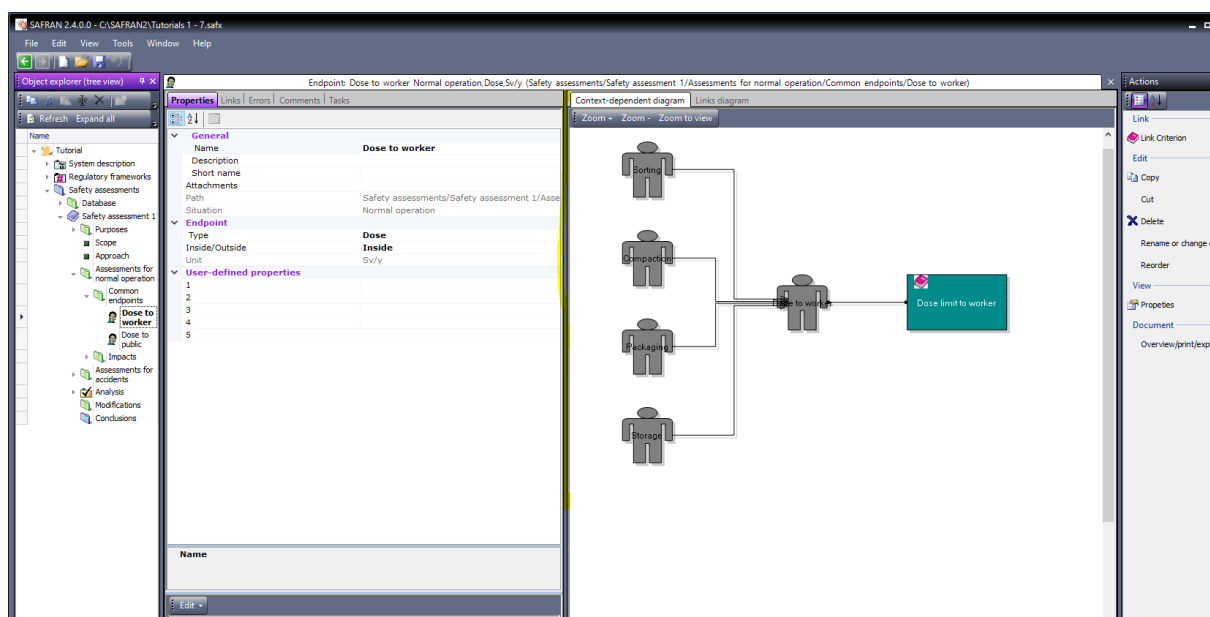 SAFRAN 2.4.0.0 - C:\SAFRAN2\Tutorials 1 - 7.safx
File Edit View Tools Window Help
Object explorer (tree view)
Refresh Expand all
Name
Tutorial
System description
Regulatory frameworks
Safety assessments
Database
Safety assessment 1
Purposes
Scope
Approach
Assessments for
normal operation
Common
endpoints
Dose to
worker
Dose to
public
Impacts
Assessments for
accidents
Analysis
Modifications
Conclusions
Endpoint: Dose to worker Normal operation,Dose,Sv/y (Safety assessments/Safety assessment 1/Assessments for normal operation/Common endpoints/Dose to worker)
Properties Links Errors Comments Tasks
General
Name Dose to worker
Description
Short name
Attachments
Path Safety assessments/Safety assessment 1/Asse
Situation Normal operation
Endpoint
Type Dose
Inside/Outside Inside
Unit Sv/y
User-defined properties
1
2
3
4
5
Name
Edit
Context-dependent diagram Links diagram
Zoom + Zoom - Zoom to view
Sorting
Compaction
Packaging
Storage
to worker
Dose limit to worker
Actions
Link
Link Criterion
Edit
Copy
Cut
Delete
Rename or change
Reorder
View
Propeties
Document
Overview/print/exp